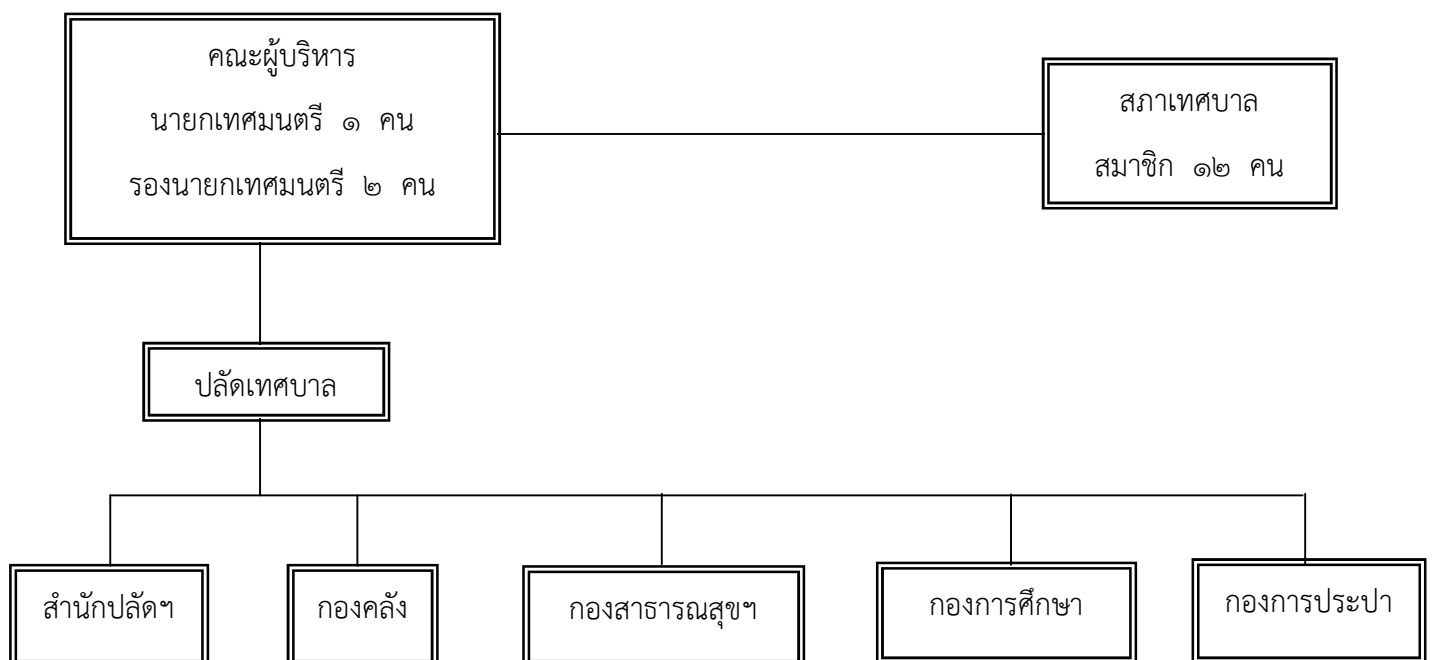 คณะผู้บริหาร
นายกเทศมนตรี ๑ คน
รองนายกเทศมนตรี ๒ คน
สภาเทศบาล
สมาชิก ๑๒ คน
ปลัดเทศบาล
สำนักปลัดฯ
กองคลัง
กองสาธารณสุขฯ
กองการศึกษา
กองการประปา